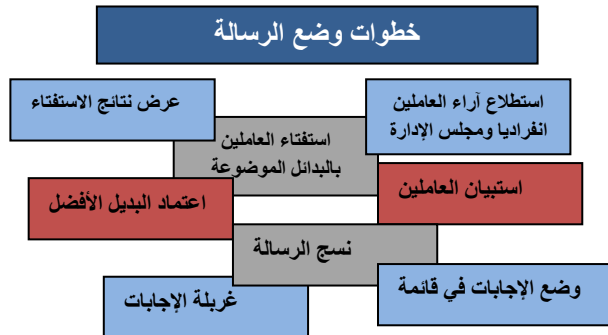 خطوات وضع الرسالة
استطلاع آراء العاملين
انفراديا ومجلس الإدارة
عرض نتائج الاستفتاء
استفتاء العاملين
بالبدائل الموضوعة
استبيان العاملين
اعتماد البديل الأفضل
نسج الرسالة
وضع الإجابات في قائمة
غربلة الإجابات